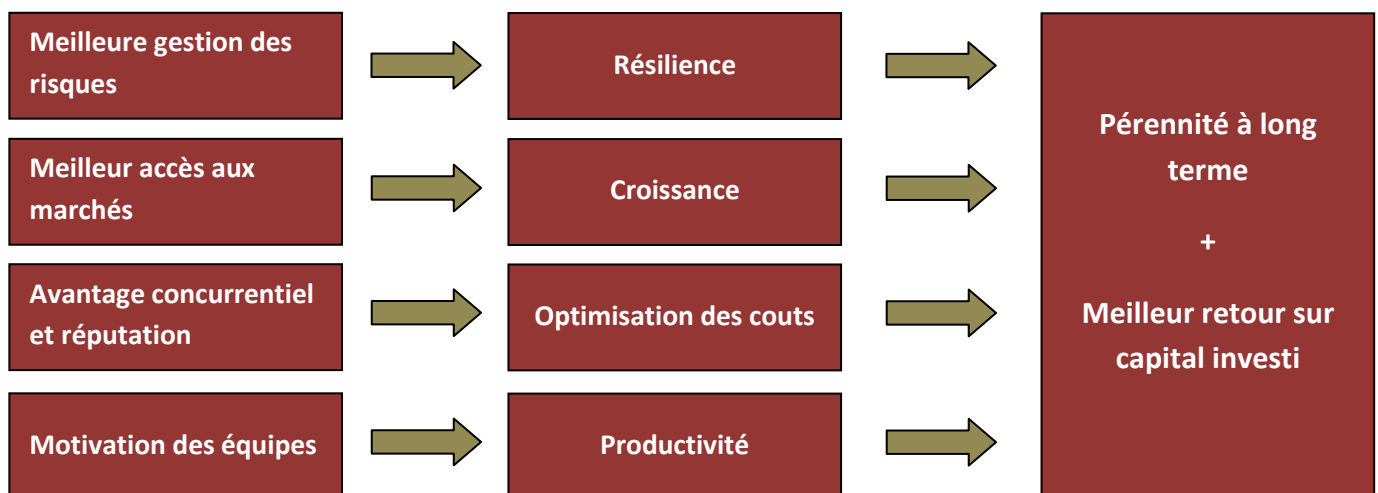 Meilleure gestion des
risques
Résilience
Meilleur accès aux
marchés
Croissance
Avantage concurrentiel
et réputation
Optimisation des couts
Motivation des équipes
Productivité
Pérennité à long
terme
+
Meilleur retour sur
capital investi